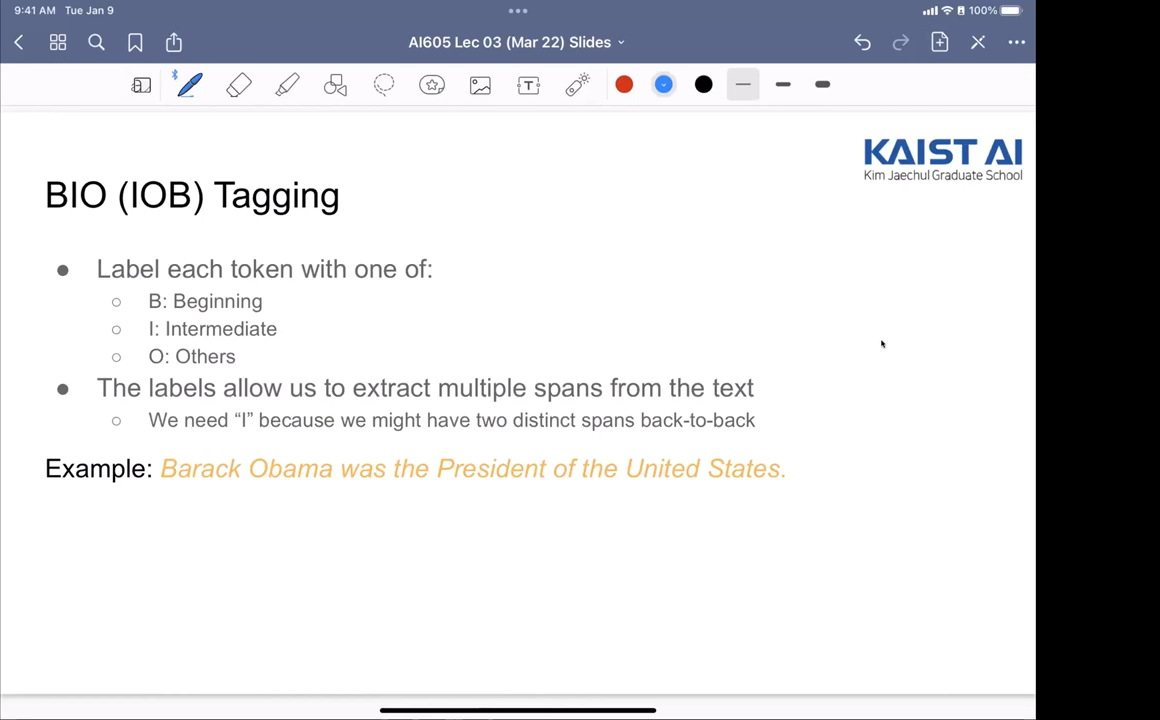 9:41 AM Tue Jan 9
100%
AI605 Lec 03 (Mar 22) Slides
T
KAIST AI
Kim Jaechul Graduate School
BIO (IOB) Tagging
● Label each token with one of:
○ B: Beginning
○ I: Intermediate
○ O: Others
● The labels allow us to extract multiple spans from the text
○ We need “I” because we might have two distinct spans back-to-back
Example: Barack Obama was the President of the United States.